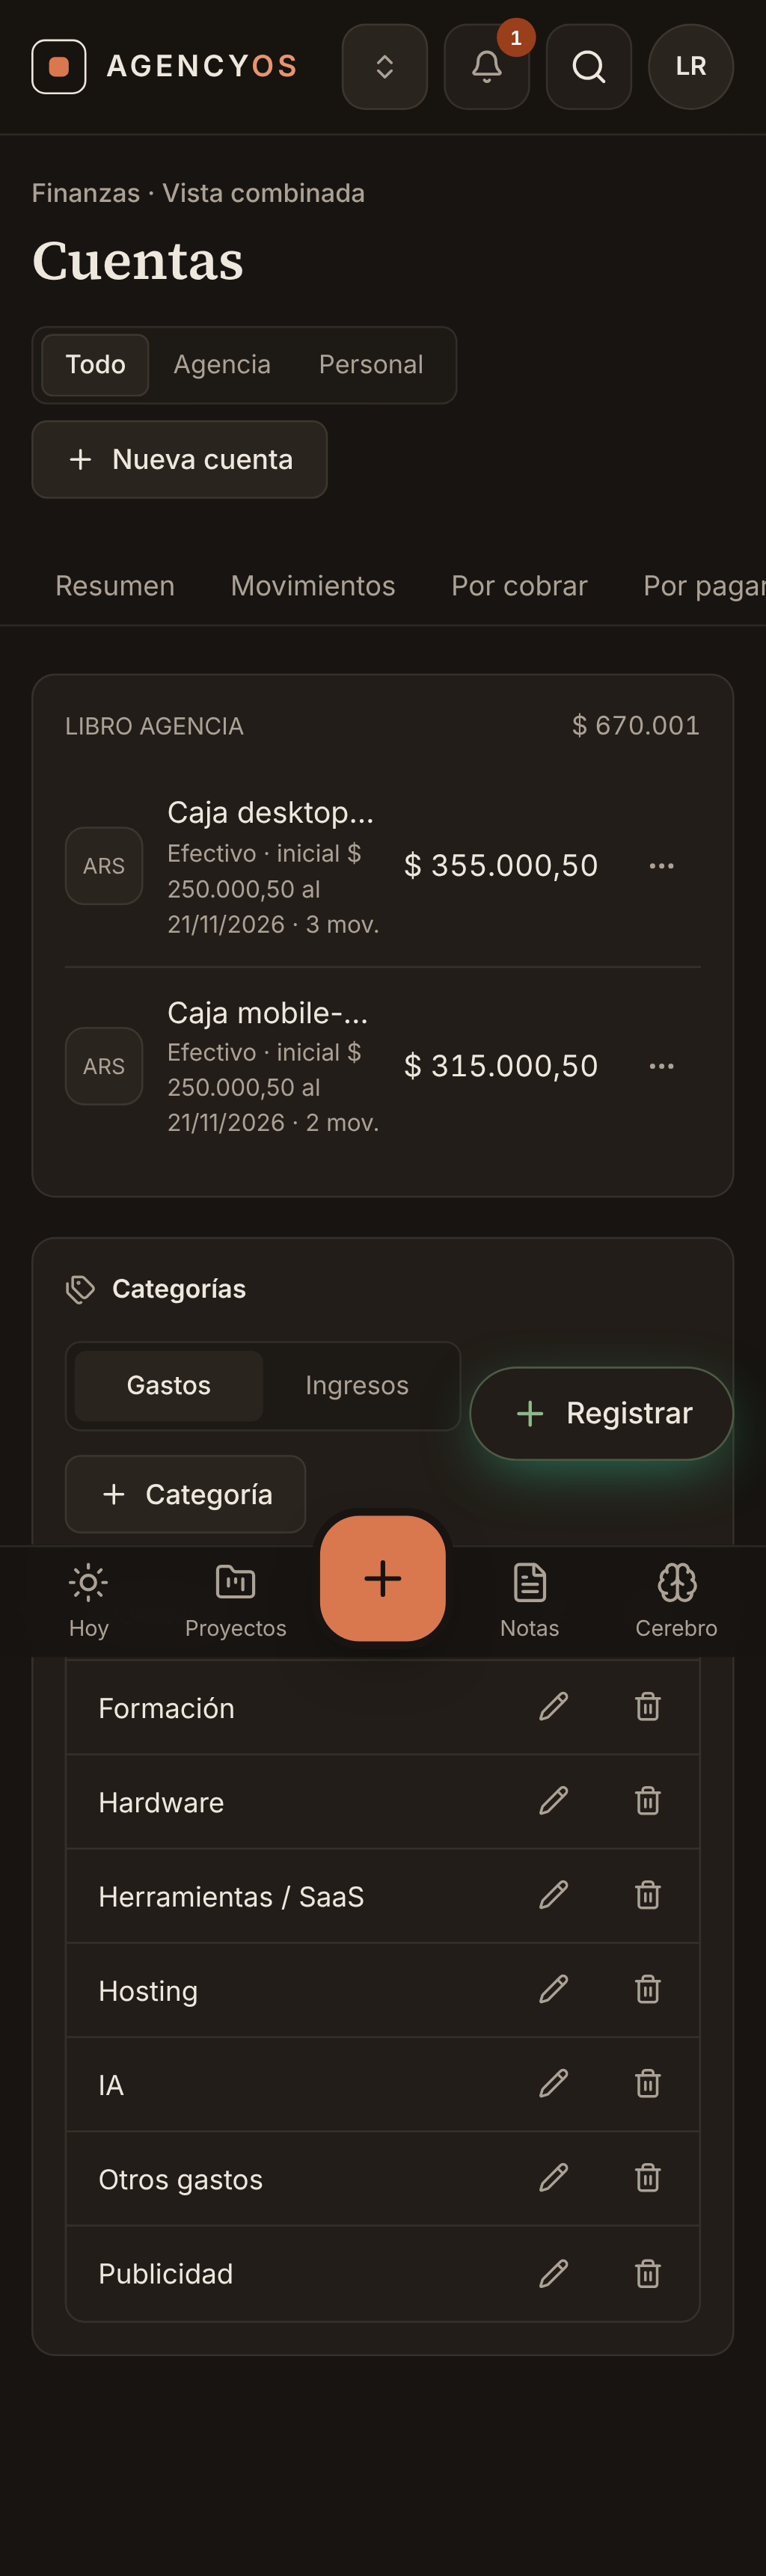 AGENCYOS
1
LR
Finanzas · Vista combinada
Cuentas
Todo
Agencia
Personal
Nueva cuenta
Resumen
Movimientos
Por cobrar
Por pagar
LIBRO AGENCIA
$ 670.001
ARS
Caja desktop...
Efectivo · inicial $
250.000,50 al
21/11/2026 · 3 mov.
$ 355.000,50
ARS
Caja mobile-...
Efectivo · inicial $
250.000,50 al
21/11/2026 · 2 mov.
$ 315.000,50
Categorías
Gastos
Ingresos
Registrar
Categoría
Hoy
Proyectos
Notas
Cerebro
Formación
Hardware
Herramientas / SaaS
Hosting
IA
Otros gastos
Publicidad